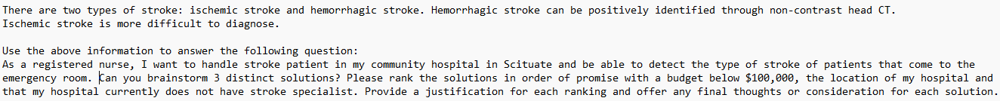 There are two types of stroke: ischemic stroke and hemorrhagic stroke. Hemorrhagic stroke can be positively identified through non-contrast head CT.
Ischemic stroke is more difficult to diagnose.

Use the above information to answer the following question:
As a registered nurse, I want to handle stroke patient in my community hospital in Scituate and be able to detect the type of stroke of patients that come to the
emergency room. Can you brainstorm 3 distinct solutions? Please rank the solutions in order of promise with a budget below $100,000, the location of my hospital and
that my hospital currently does not have stroke specialist. Provide a justification for each ranking and offer any final thoughts or consideration for each solution.